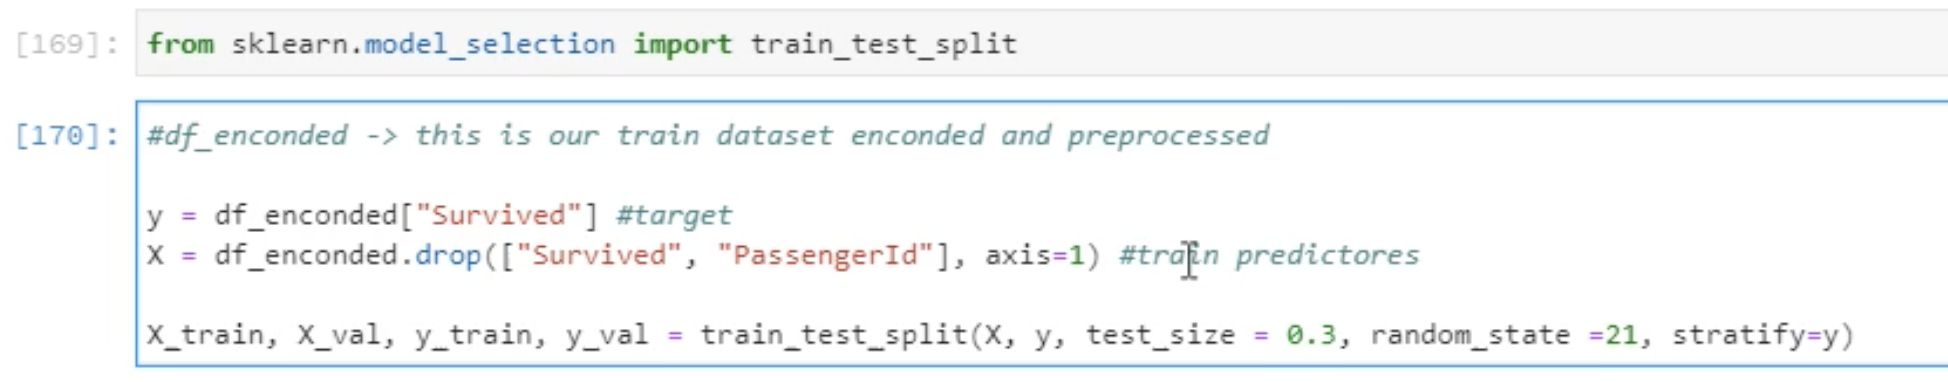 [169]: from sklearn.model_selection import train_test_split
[170]: #df_enconded -> this is our train dataset enconded and preprocessed
y = df_enconded["Survived"] #target
X = df_enconded.drop(["Survived", "PassengerId"], axis=1) #train predictores
X_train, X_val, y_train, y_val = train_test_split(X, y, test_size = 0.3, random_state =21, stratify=y)